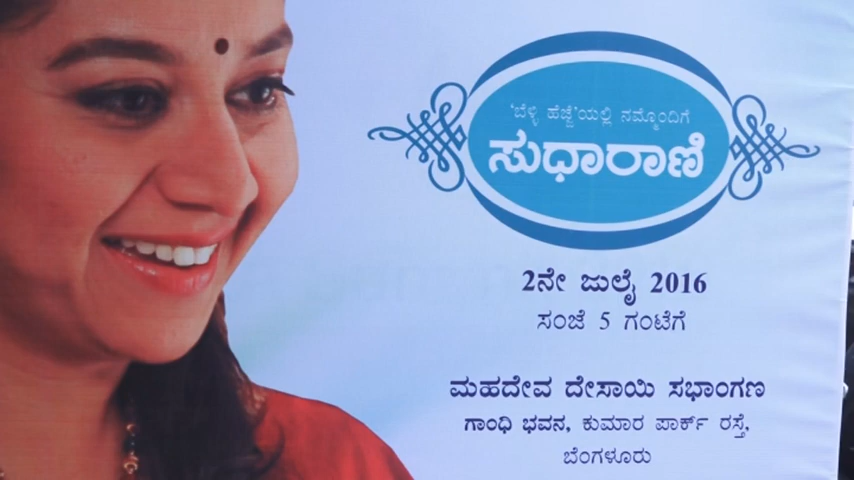 'ಬೆಳ್ಳಿ ಹೆಜ್ಜೆ'ಯಲ್ಲಿ ನಮ್ಮೊಂದಿಗೆ
ಸುಧಾರಾಣಿ
2ನೇ ಜುಲೈ 2016
ಸಂಜೆ 5 ಗಂಟೆಗೆ
ಮಹದೇವ ದೇಸಾಯಿ ಸಭಾಂಗಣ
ಗಾಂಧಿ ಭವನ, ಕುಮಾರ ಪಾರ್ಕ್ ರಸ್ತೆ,
ಬೆಂಗಳೂರು